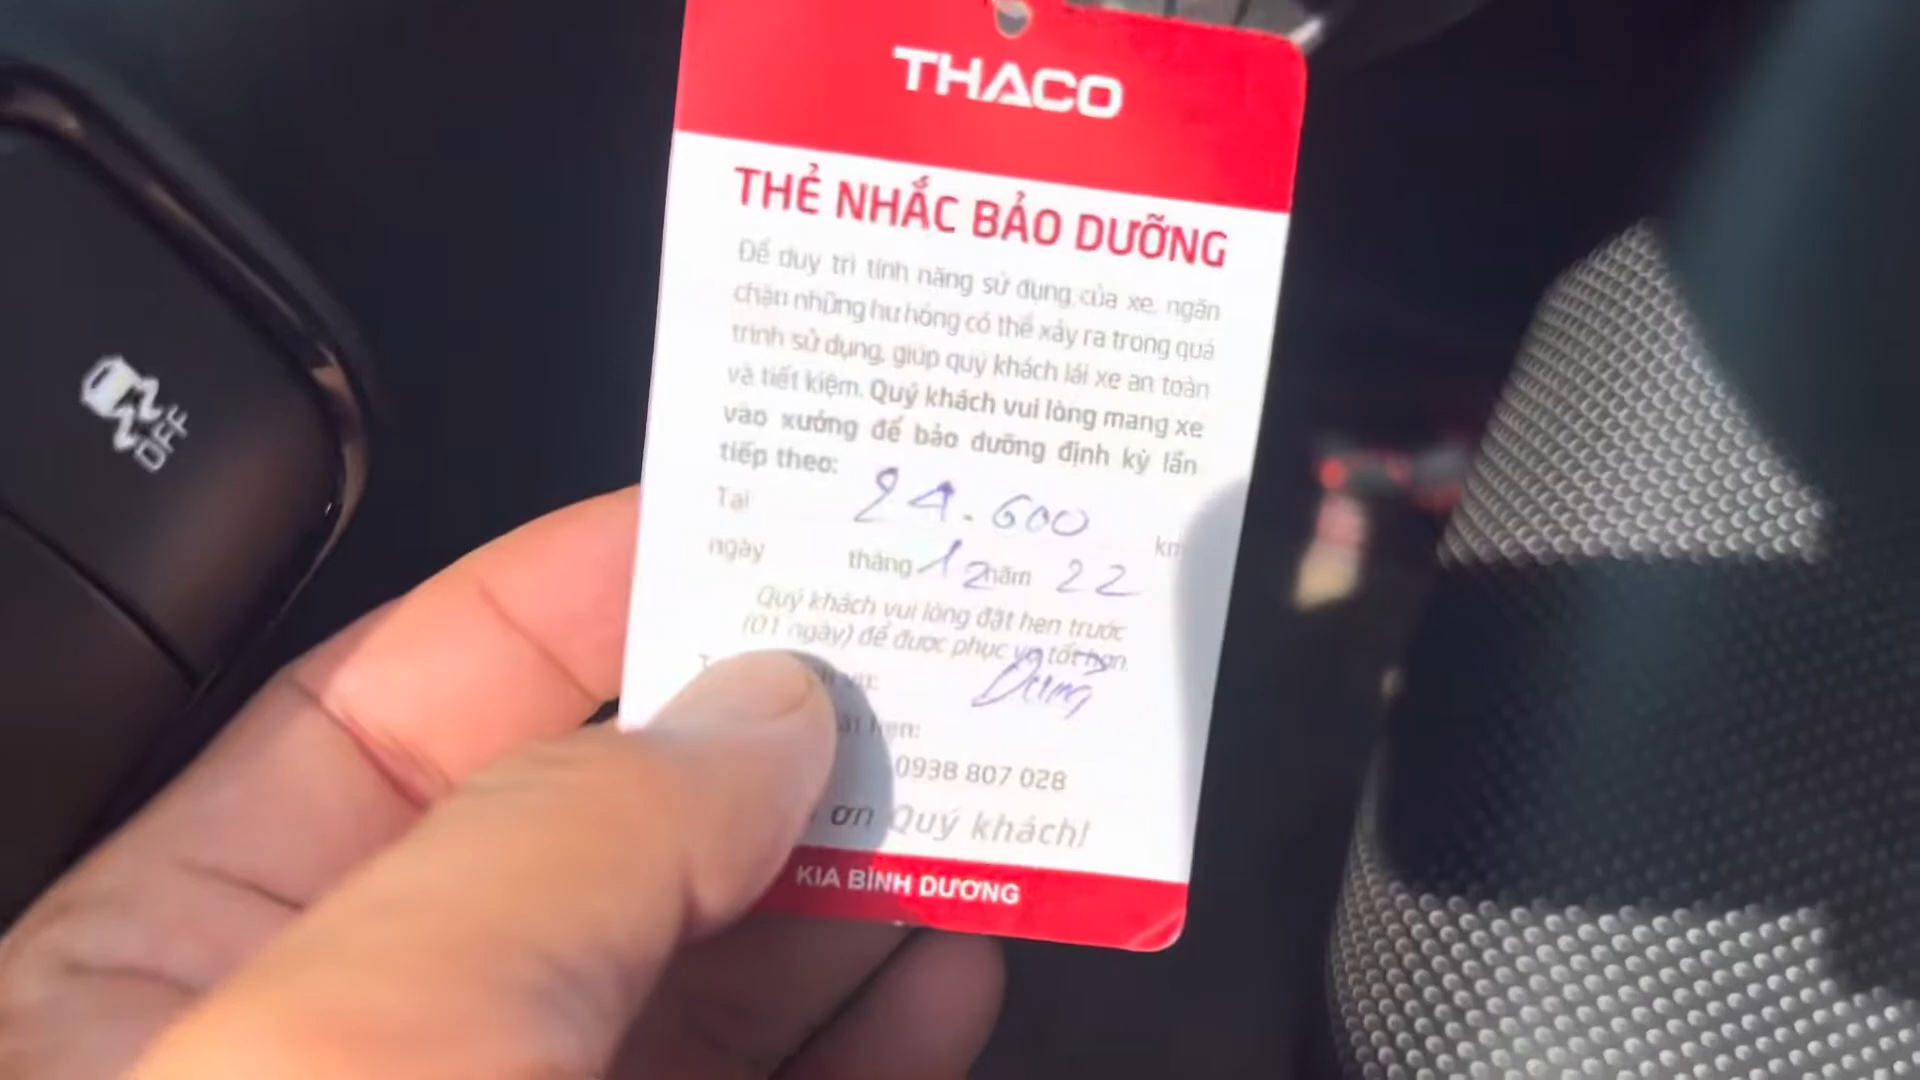 THACO
THẺ NHẮC BẢO DƯỠNG
Để duy trì tính năng sử dụng của xe, ngăn
chặn những hư hỏng có thể xảy ra trong quá
trình sử dụng, giúp quý khách lái xe an toàn
và tiết kiệm. Quý khách vui lòng mang xe
vào xưởng để bảo dưỡng định kỳ lần
tiếp theo:
Tại 24.600 km
ngày tháng 12 năm 22
Quý khách vui lòng đặt hẹn trước
(01 ngày) để được phục vụ tốt hơn.
Dung
hẹn:
0938 807 028
ơn Quý khách!
KIA BÌNH DƯƠNG
OFF